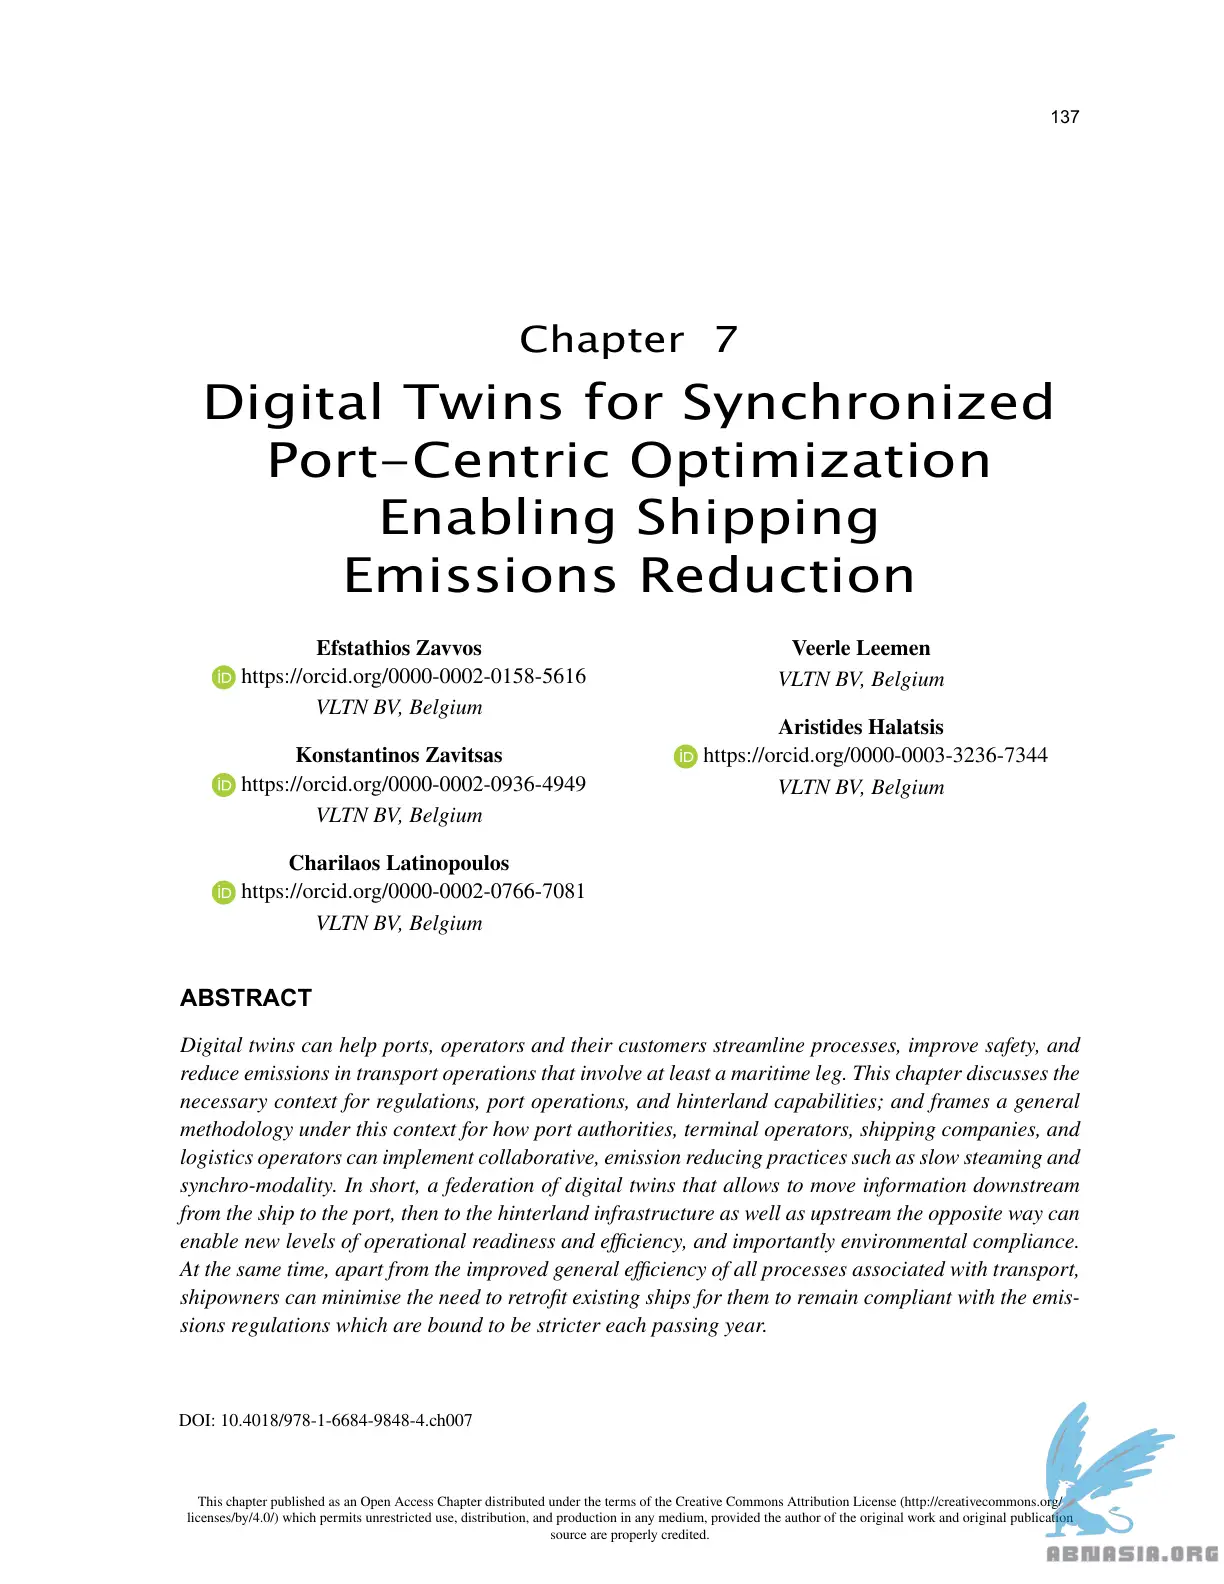 137
Chapter 7
Digital Twins for Synchronized
Port-Centric Optimization
Enabling Shipping
Emissions Reduction
Efstathios Zavvos
iD https://orcid.org/0000-0002-0158-5616
VLTN BV, Belgium
Konstantinos Zavitsas
iD https://orcid.org/0000-0002-0936-4949
VLTN BV, Belgium
Charilaos Latinopoulos
iD https://orcid.org/0000-0002-0766-7081
VLTN BV, Belgium
Veerle Leemen
VLTN BV, Belgium
Aristides Halatsis
iD https://orcid.org/0000-0003-3236-7344
VLTN BV, Belgium
ABSTRACT
Digital twins can help ports, operators and their customers streamline processes, improve safety, and
reduce emissions in transport operations that involve at least a maritime leg. This chapter discusses the
necessary context for regulations, port operations, and hinterland capabilities; and frames a general
methodology under this context for how port authorities, terminal operators, shipping companies, and
logistics operators can implement collaborative, emission reducing practices such as slow steaming and
synchro-modality. In short, a federation of digital twins that allows to move information downstream
from the ship to the port, then to the hinterland infrastructure as well as upstream the opposite way can
enable new levels of operational readiness and efficiency, and importantly environmental compliance.
At the same time, apart from the improved general efficiency of all processes associated with transport,
shipowners can minimise the need to retrofit existing ships for them to remain compliant with the emis-
sions regulations which are bound to be stricter each passing year.
DOI: 10.4018/978-1-6684-9848-4.ch007
This chapter published as an Open Access Chapter distributed under the terms of the Creative Commons Attribution License (http://creativecommons.org/
licenses/by/4.0/) which permits unrestricted use, distribution, and production in any medium, provided the author of the original work and original publication
source are properly credited.
ABNASIA.ORG